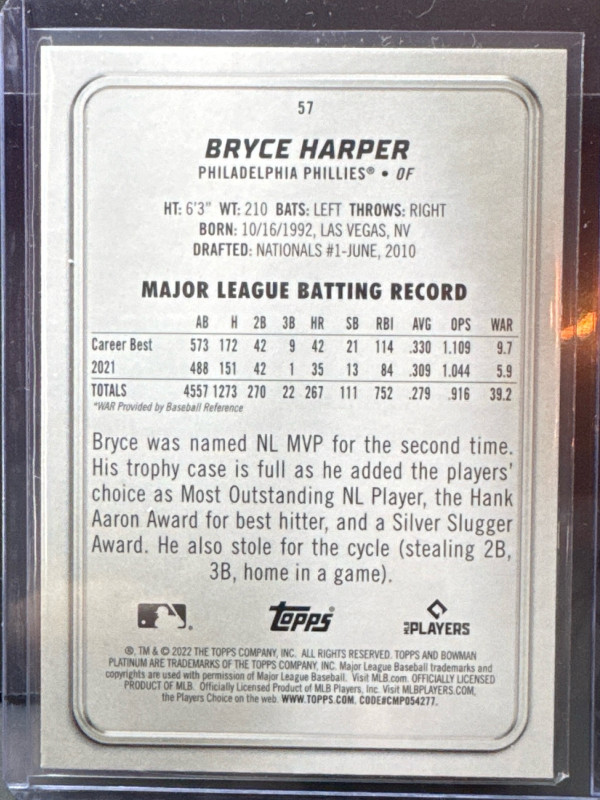 57
BRYCE HARPER
PHILADELPHIA PHILLIES® • OF
HT: 6'3" WT: 210 BATS: LEFT THROWS: RIGHT
BORN: 10/16/1992, LAS VEGAS, NV
DRAFTED: NATIONALS #1-JUNE, 2010
MAJOR LEAGUE BATTING RECORD
AB H 2B 3B HR SB RBI AVG OPS WAR
Career Best 573 172 42 9 42 21 114 .330 1.109 9.7
2021 488 151 42 1 35 13 84 .309 1.044 5.9
TOTALS 4557 1273 270 22 267 111 752 .279 .916 39.2
*WAR Provided by Baseball Reference
Bryce was named NL MVP for the second time.
His trophy case is full as he added the players'
choice as Most Outstanding NL Player, the Hank
Aaron Award for best hitter, and a Silver Slugger
Award. He also stole for the cycle (stealing 2B,
3B, home in a game).
Topps MLB PLAYERS
®, TM & © 2022 THE TOPPS COMPANY, INC. ALL RIGHTS RESERVED. TOPPS AND BOWMAN
PLATINUM ARE TRADEMARKS OF THE TOPPS COMPANY, INC. Major League Baseball trademarks and
copyrights are used with permission of Major League Baseball. Visit MLB.com. OFFICIALLY LICENSED
PRODUCT OF MLB. Officially Licensed Product of MLB Players, Inc. Visit MLBPLAYERS.COM,
the Players Choice on the web. WWW.TOPPS.COM. CODE#CMP054277.